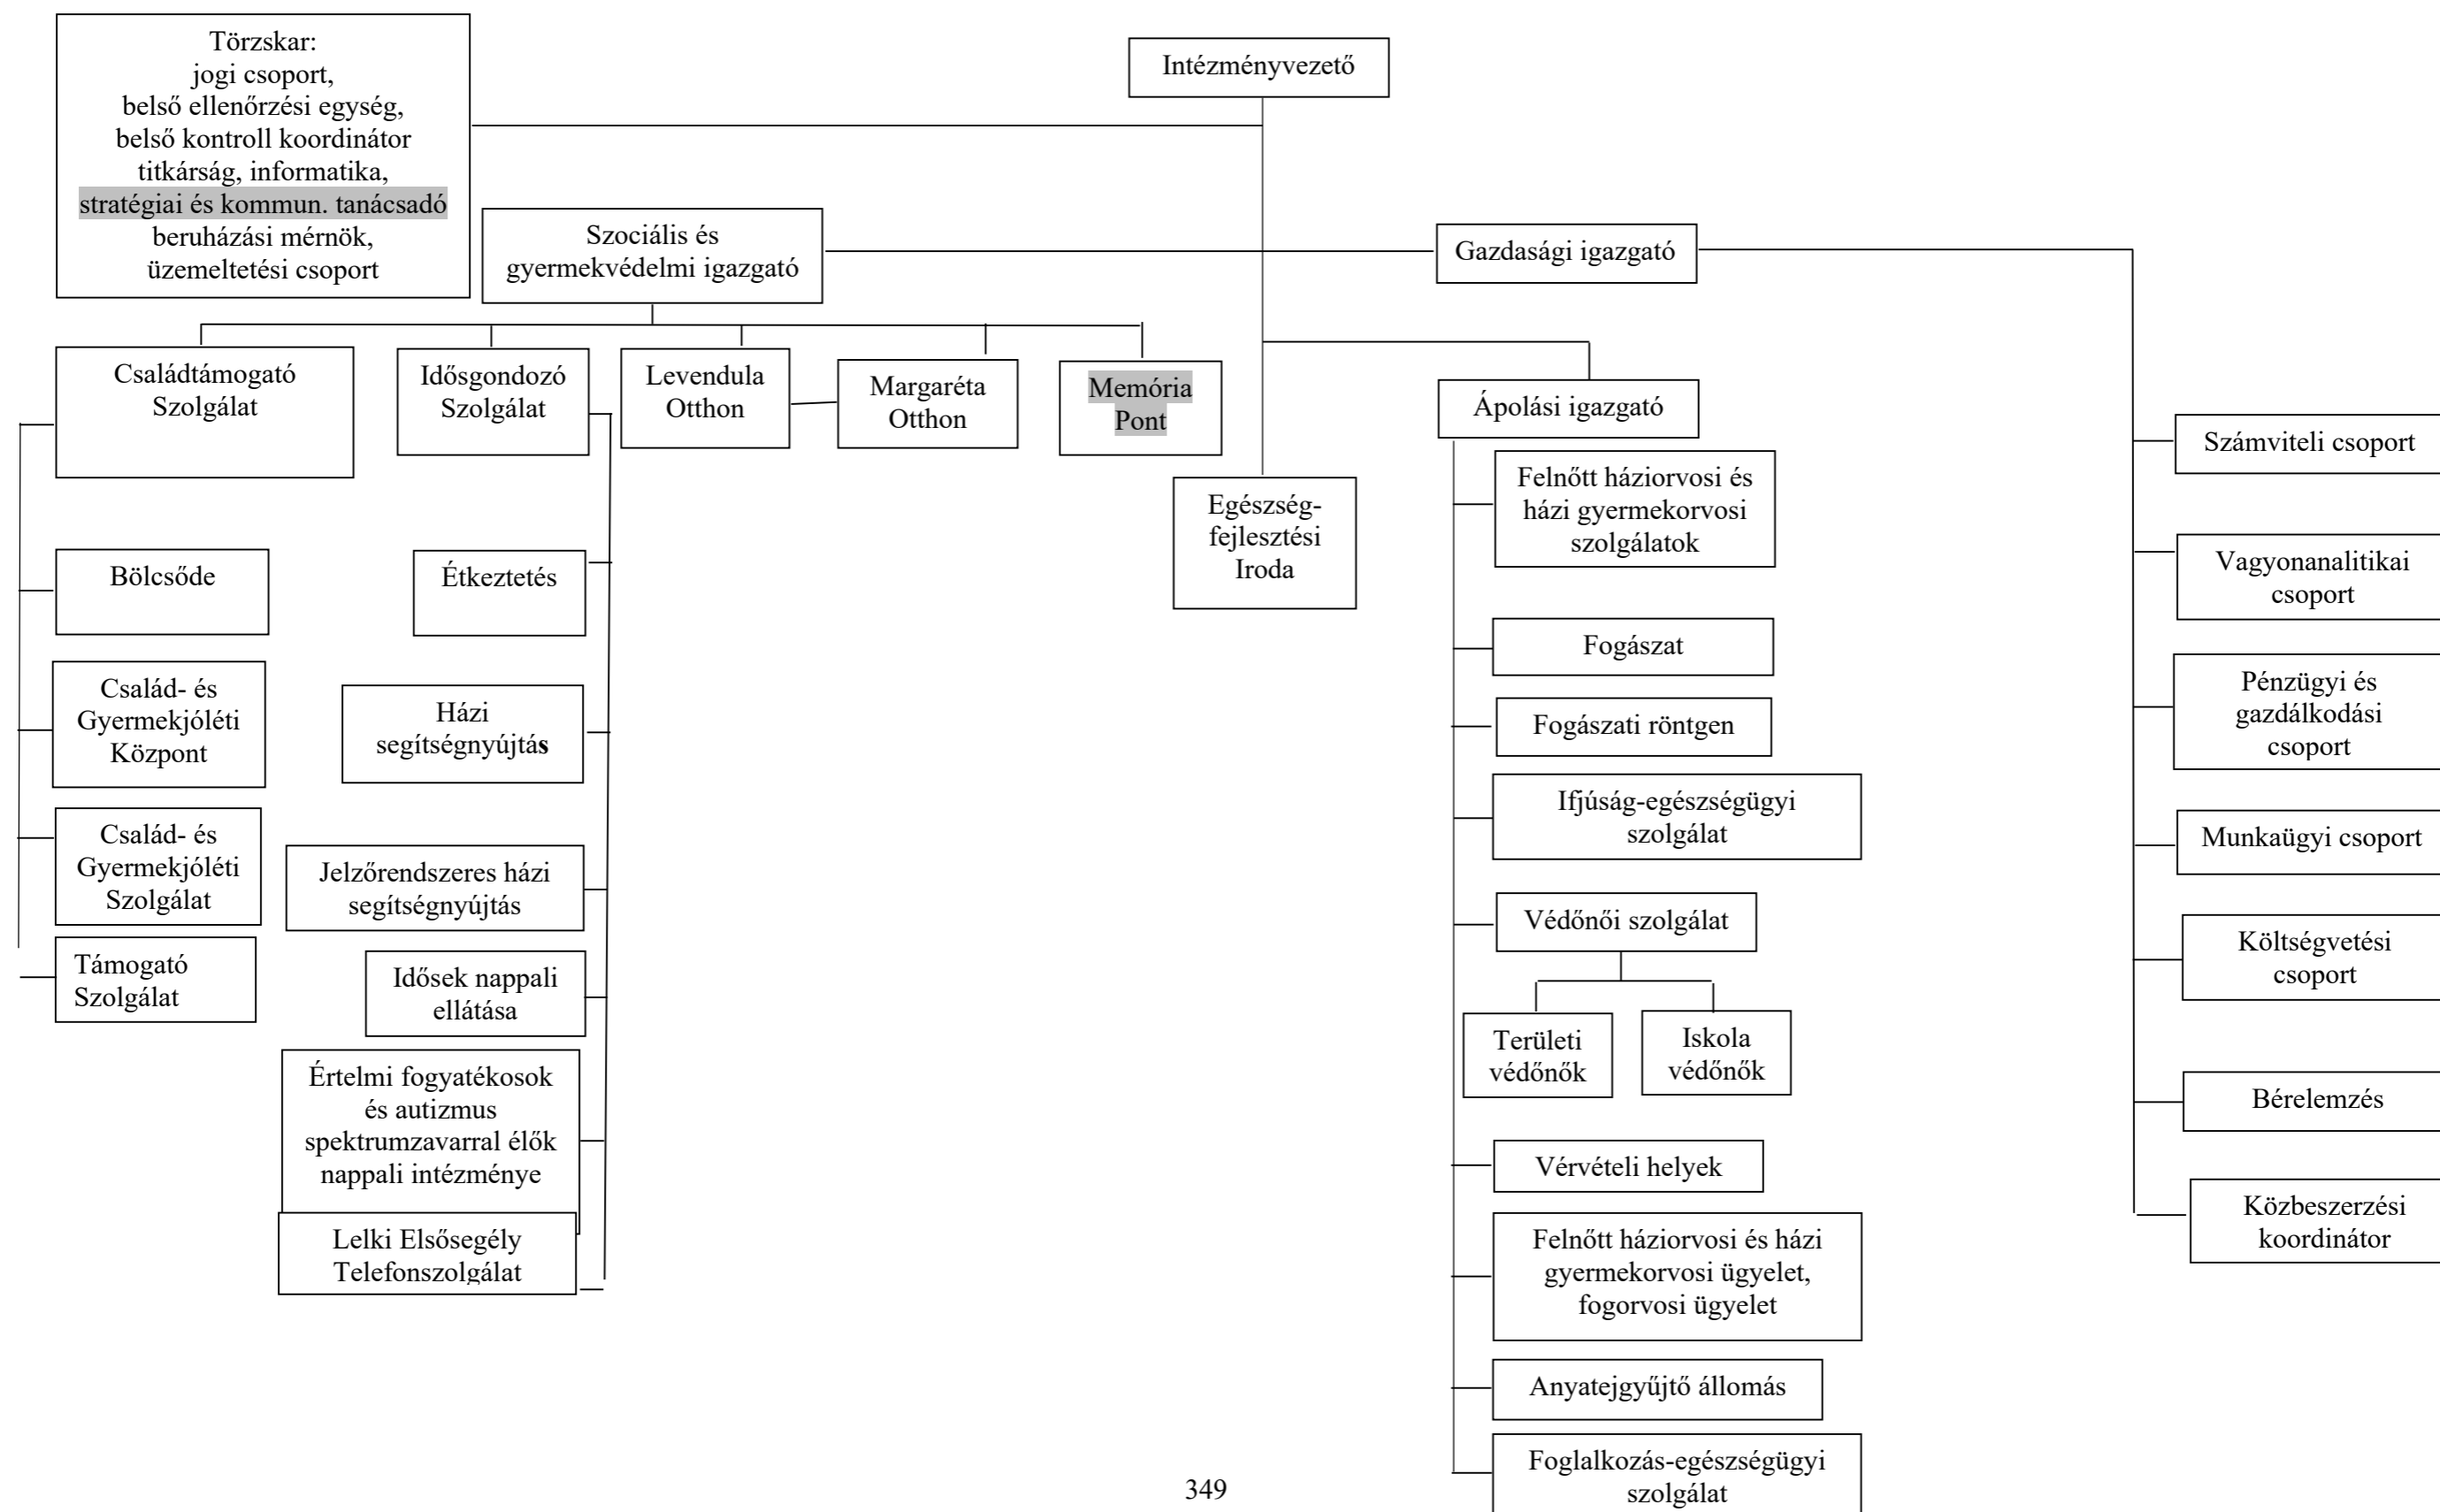 Törzskar:
jogi csoport,
belső ellenőrzési egység,
belső kontroll koordinátor
titkárság, informatika,
stratégiai és kommun. tanácsadó
beruházási mérnök,
üzemeltetési csoport
Intézményvezető
Szociális és
gyermekvédelmi igazgató
Gazdasági igazgató
Családtámogató
Szolgálat
Idősgondozó
Szolgálat
Levendula
Otthon
Margaréta
Otthon
Memória
Pont
Ápolási igazgató
Egészség-
fejlesztési
Iroda
Bölcsőde
Család- és
Gyermekjóléti
Központ
Család- és
Gyermekjóléti
Szolgálat
Támogató
Szolgálat
Étkeztetés
Házi
segítségnyújtás
Jelzőrendszeres házi
segítségnyújtás
Idősek nappali
ellátása
Értelmi fogyatékosok
és autizmus
spektrumzavarral élők
nappali intézménye
Lelki Elsősegély
Telefonszolgálat
Felnőtt háziorvosi és
házi gyermekorvosi
szolgálatok
Fogászat
Fogászati röntgen
Ifjúság-egészségügyi
szolgálat
Védőnői szolgálat
Területi
védőnők
Iskola
védőnők
Vérvételi helyek
Felnőtt háziorvosi és házi
gyermekorvosi ügyelet,
fogorvosi ügyelet
Anyatejgyűjtő állomás
Foglalkozás-egészségügyi
szolgálat
Számviteli csoport
Vagyonanalitikai
csoport
Pénzügyi és
gazdálkodási
csoport
Munkaügyi csoport
Költségvetési
csoport
Bérelemzés
Közbeszerzési
koordinátor
349